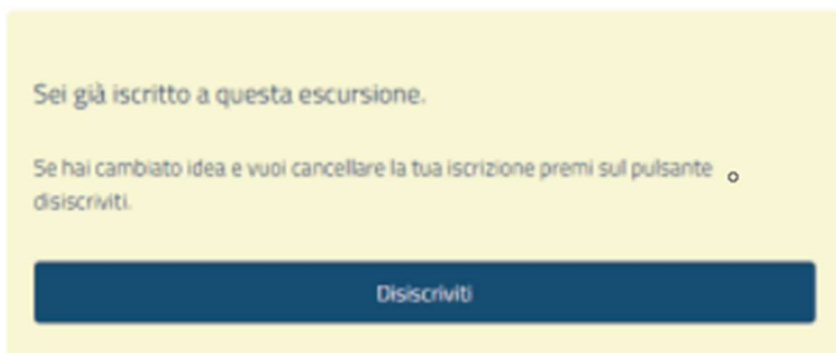 Sei già iscritto a questa escursione.
Se hai cambiato idea e vuoi cancellare la tua iscrizione premi sul pulsante
disiscriviti.
Disiscriviti